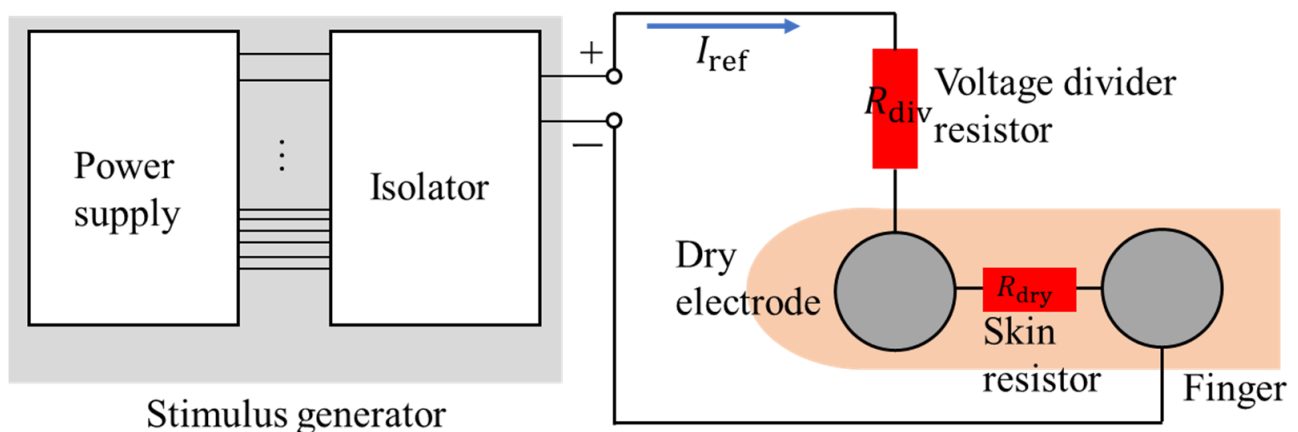 Power
supply
⋮
Isolator
+
−
I_ref
R_div
Voltage divider
resistor
Dry
electrode
R_dry
Skin
resistor
Finger
Stimulus generator